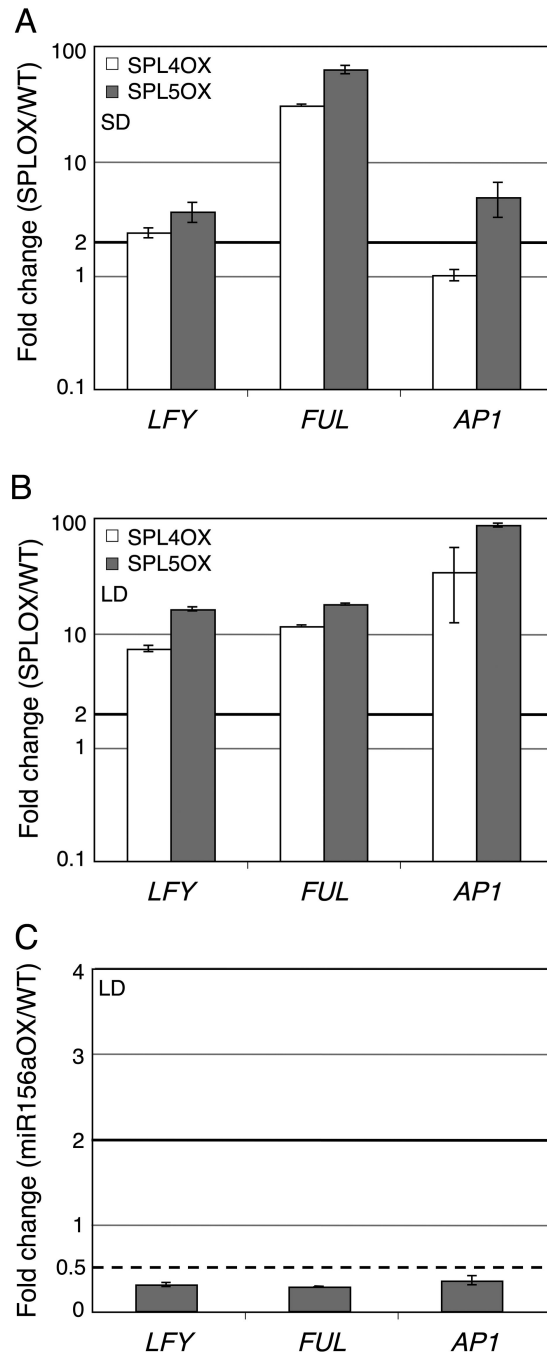 A
Fold change (SPLOX/WT)
100
10
2
1
0.1
SPL4OX
SPL5OX
SD
LFY
FUL
AP1
B
Fold change (SPLOX/WT)
100
10
2
1
0.1
SPL4OX
SPL5OX
LD
LFY
FUL
AP1
C
Fold change (miR156aOX/WT)
4
3
2
1
0.5
0
LD
LFY
FUL
AP1